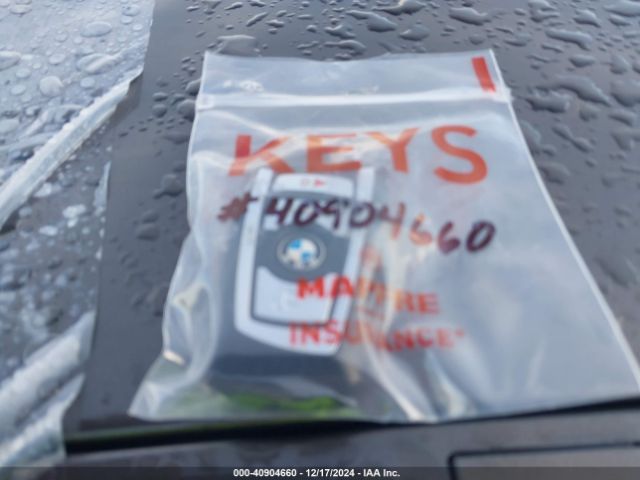 KEYS
#40904660
MAPFRE
INSURANCE
000-40904660 - 12/17/2024 - IAA Inc.